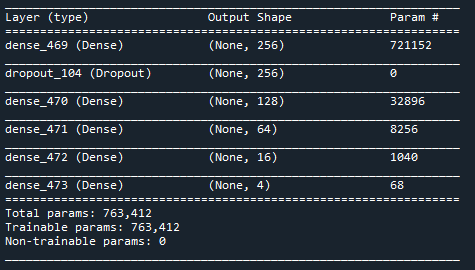 Layer (type) Output Shape Param #
dense_469 (Dense) (None, 256) 721152
dropout_104 (Dropout) (None, 256) 0
dense_470 (Dense) (None, 128) 32896
dense_471 (Dense) (None, 64) 8256
dense_472 (Dense) (None, 16) 1040
dense_473 (Dense) (None, 4) 68
Total params: 763,412
Trainable params: 763,412
Non-trainable params: 0